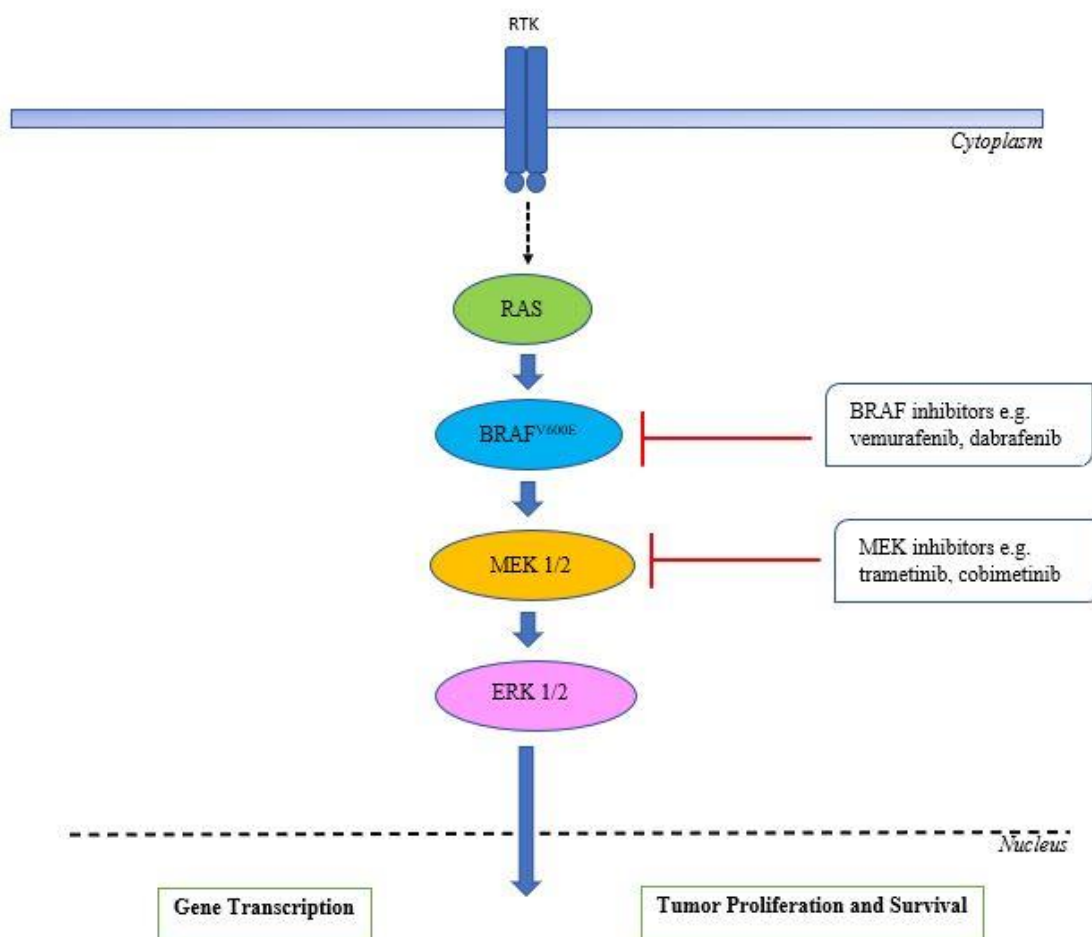 RTK
Cytoplasm
RAS
BRAF^V600E
BRAF inhibitors e.g.
vemurafenib, dabrafenib
MEK 1/2
MEK inhibitors e.g.
trametinib, cobimetinib
ERK 1/2
Nucleus
Gene Transcription
Tumor Proliferation and Survival